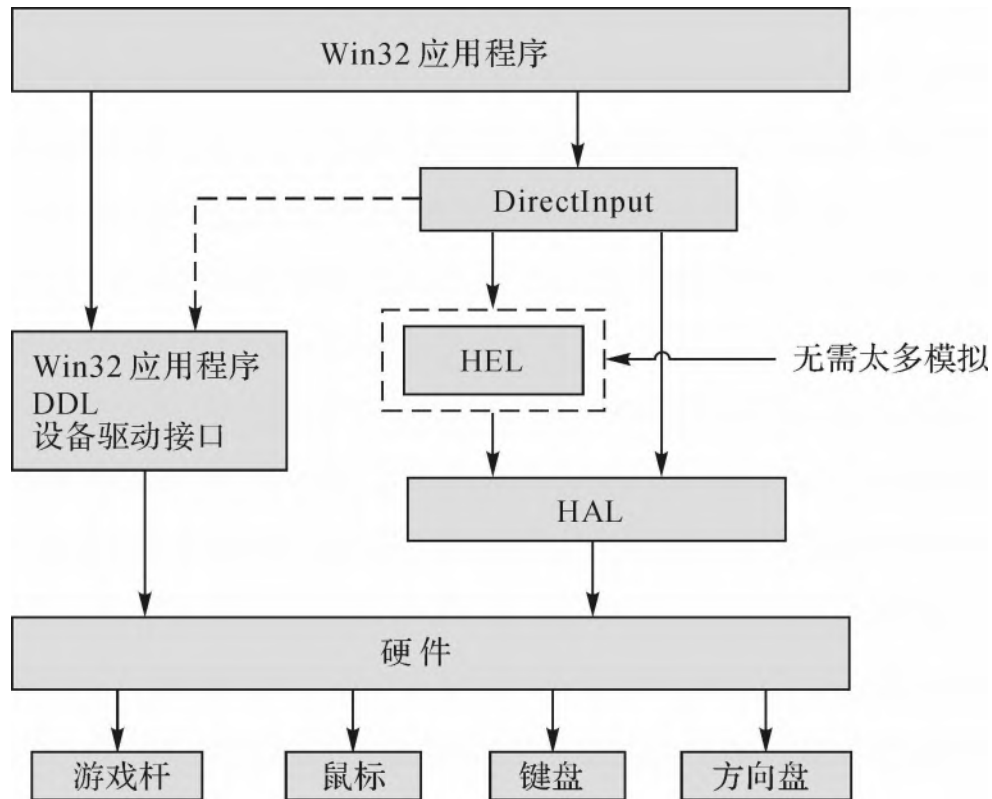 Win32 应用程序
DirectInput
Win32 应用程序
DDL
设备驱动接口
HEL
无需太多模拟
HAL
硬件
游戏杆
鼠标
键盘
方向盘